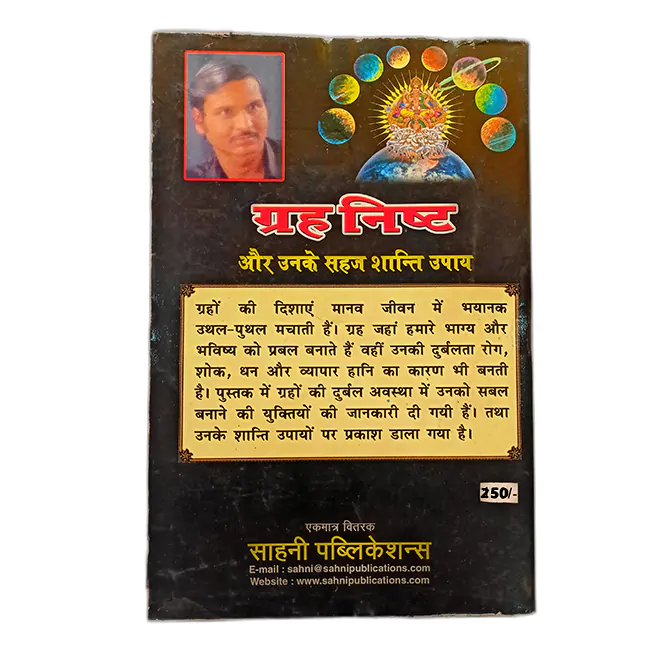 ग्रह निष्ट
और उनके सहज शान्ति उपाय
ग्रहों की दिशाएं मानव जीवन में भयानक
उथल-पुथल मचाती हैं। ग्रह जहां हमारे भाग्य और
भविष्य को प्रबल बनाते हैं वहीं उनकी दुर्बलता रोग,
शोक, धन और व्यापार हानि का कारण भी बनती
है। पुस्तक में ग्रहों की दुर्बल अवस्था में उनको सबल
बनाने की युक्तियों की जानकारी दी गयी हैं। तथा
उनके शान्ति उपायों पर प्रकाश डाला गया है।
250/-
एकमात्र वितरक
साहनी पब्लिकेशन्स
E-mail : sahni@sahnipublications.com
Website : www.sahnipublications.com